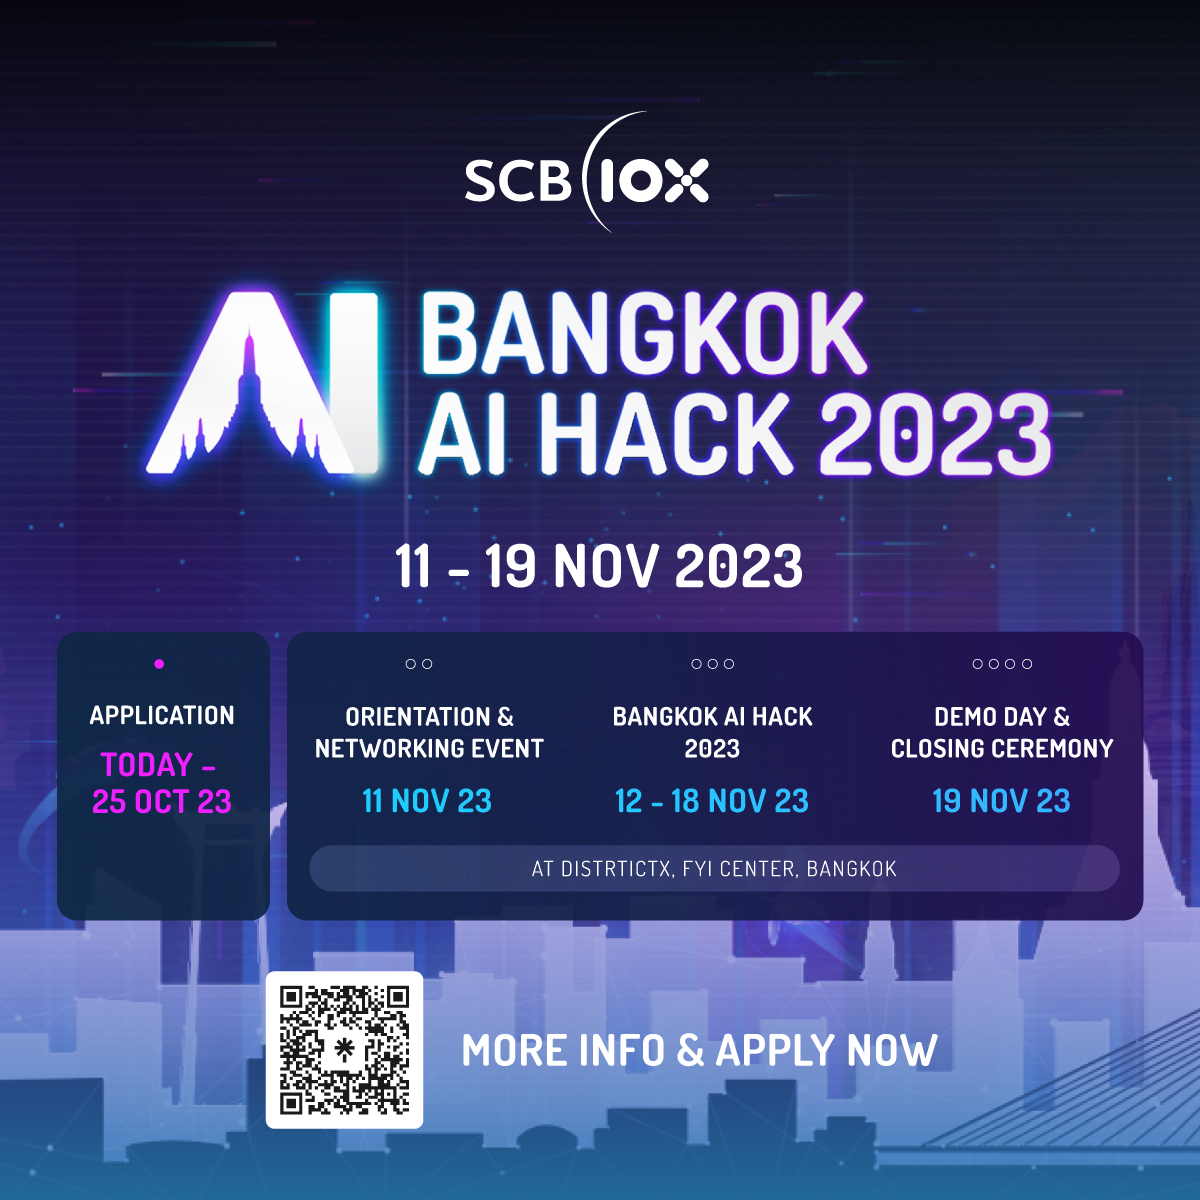 SCB 10X
AI
BANGKOK
AI HACK 2023
11 - 19 NOV 2023
APPLICATION
TODAY -
25 OCT 23
ORIENTATION &
NETWORKING EVENT
11 NOV 23
BANGKOK AI HACK
2023
12 - 18 NOV 23
DEMO DAY &
CLOSING CEREMONY
19 NOV 23
AT DISTRTICTX, FYI CENTER, BANGKOK
MORE INFO & APPLY NOW